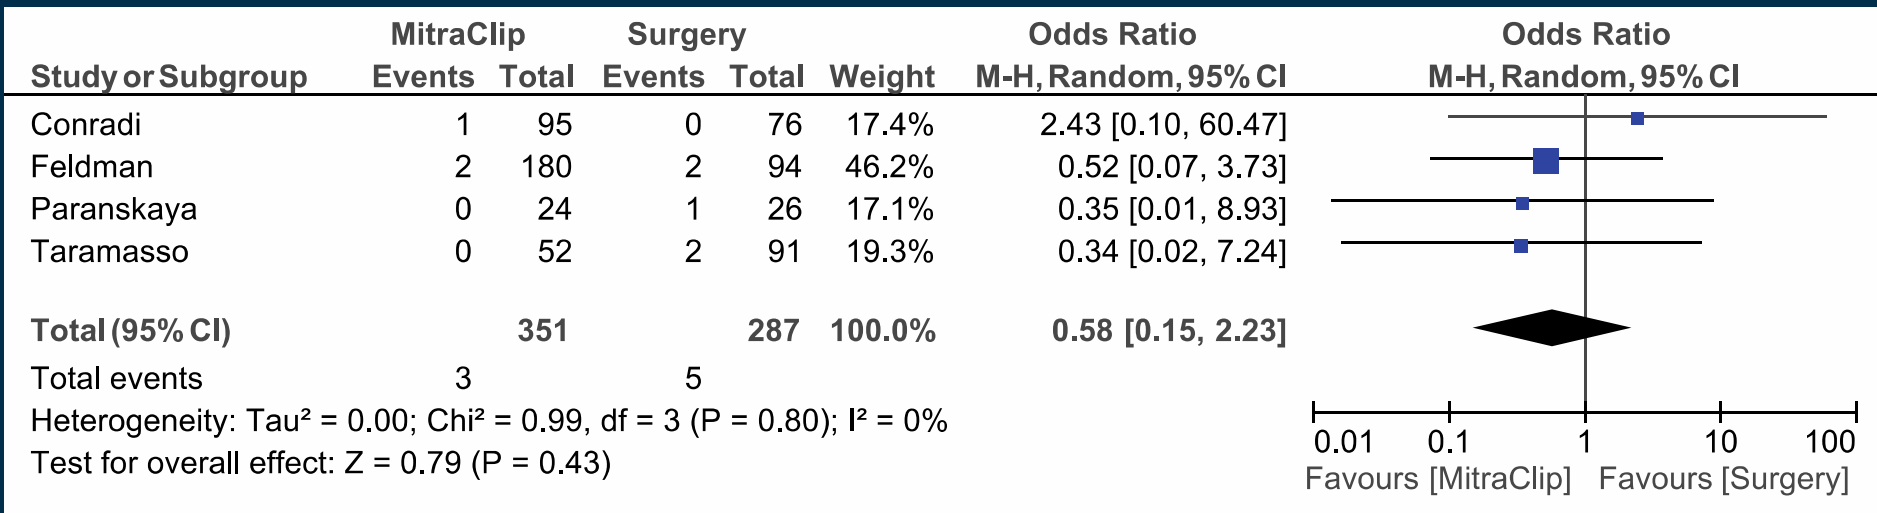 MitraClip Surgery Odds Ratio Odds Ratio
Study or Subgroup Events Total Events Total Weight M-H, Random, 95% CI M-H, Random, 95% CI
Conradi 1 95 0 76 17.4% 2.43 [0.10, 60.47]
Feldman 2 180 2 94 46.2% 0.52 [0.07, 3.73]
Paranskaya 0 24 1 26 17.1% 0.35 [0.01, 8.93]
Taramasso 0 52 2 91 19.3% 0.34 [0.02, 7.24]
Total (95% CI) 351 287 100.0% 0.58 [0.15, 2.23]
Total events 3 5
Heterogeneity: Tau² = 0.00; Chi² = 0.99, df = 3 (P = 0.80); I² = 0%
Test for overall effect: Z = 0.79 (P = 0.43)
0.01 0.1 1 10 100
Favours [MitraClip] Favours [Surgery]